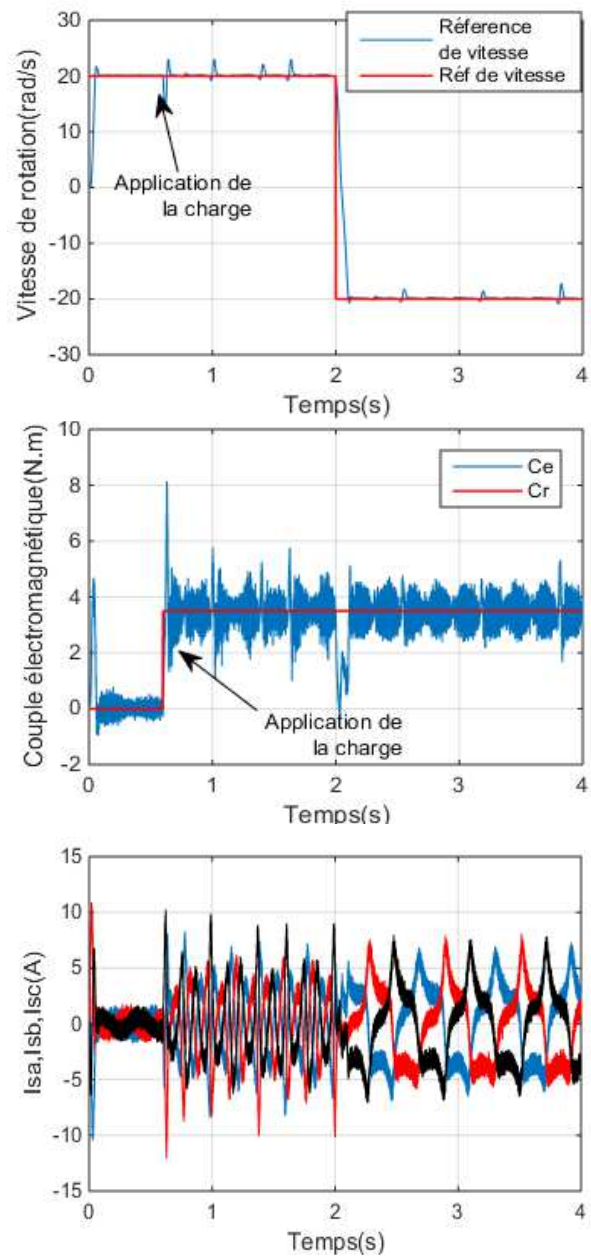 30
20
10
0
-10
-20
-30
Vitesse de rotation(rad/s)
Réference
de vitesse
Réf de vitesse
Application de
la charge
0
1
2
3
4
Temps(s)
10
8
6
4
2
0
-2
Couple électromagnétique(N.m)
Ce
Cr
Application de
la charge
0
1
2
3
4
Temps(s)
15
10
5
0
-5
-10
-15
Isa,Isb,Isc(A)
0
1
2
3
4
Temps(s)